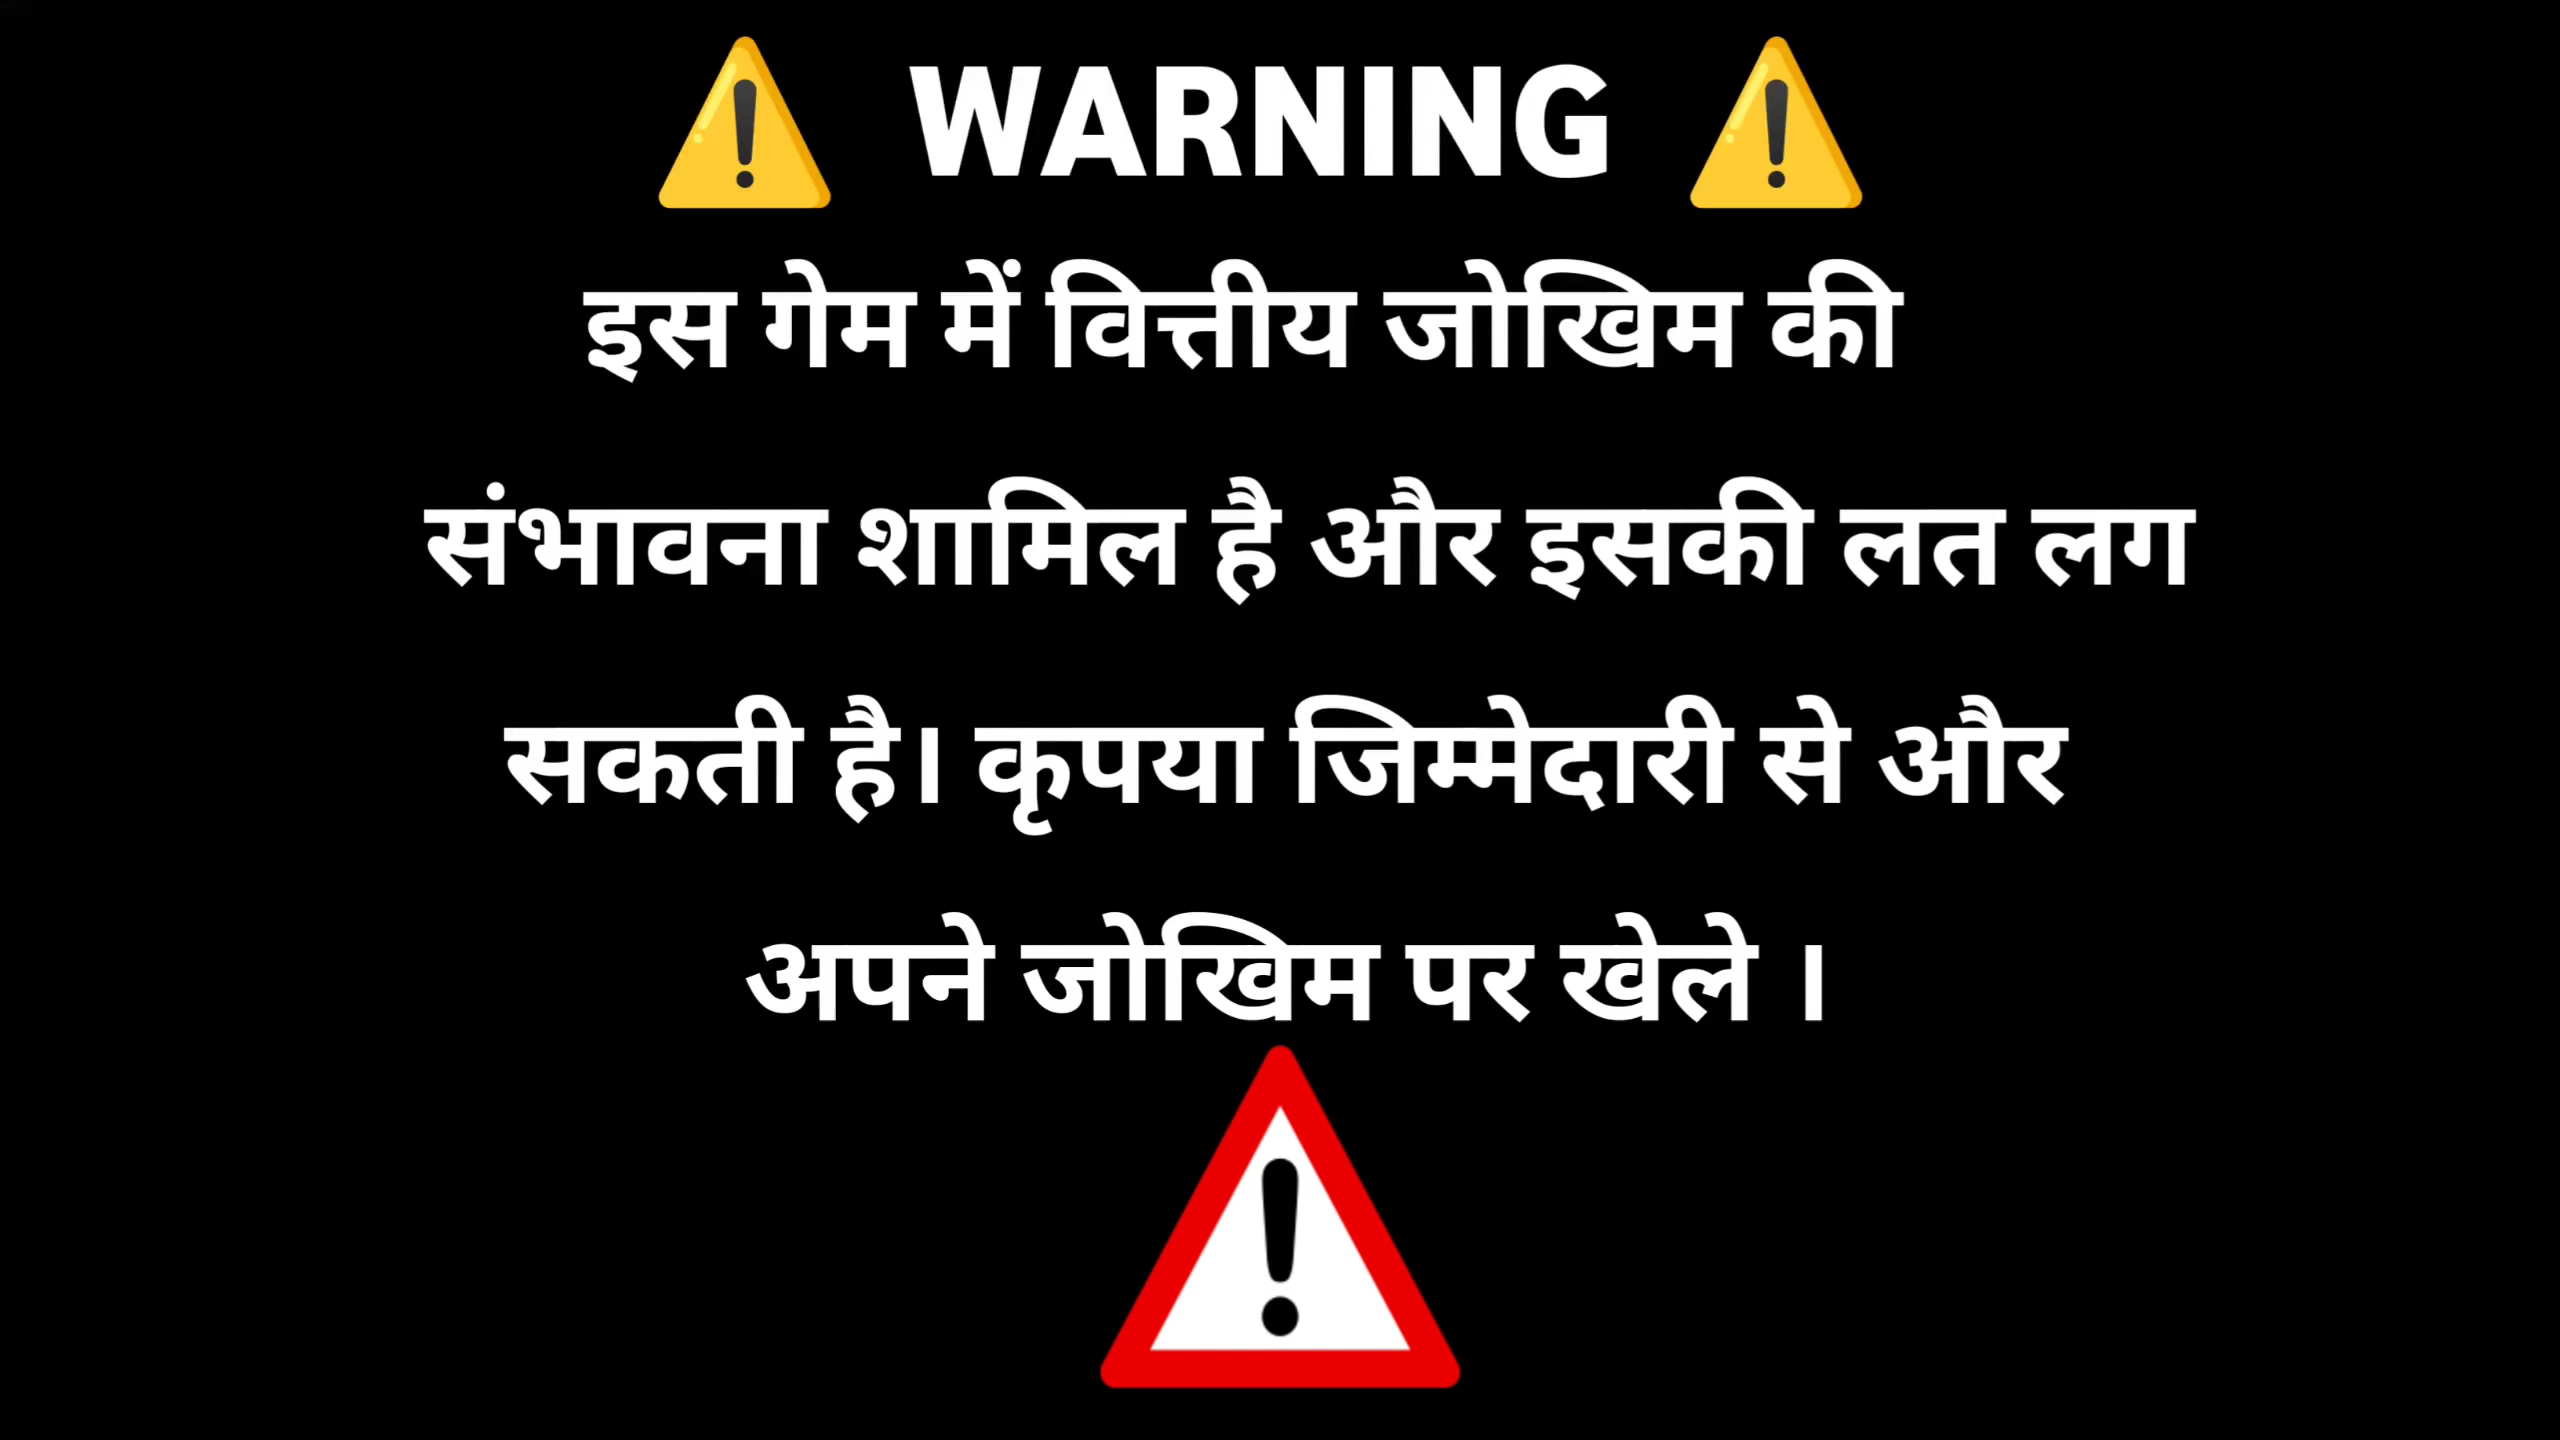 ⚠️ WARNING ⚠️
इस गेम में वित्तीय जोखिम की
संभावना शामिल है और इसकी लत लग
सकती है। कृपया जिम्मेदारी से और
अपने जोखिम पर खेले ।